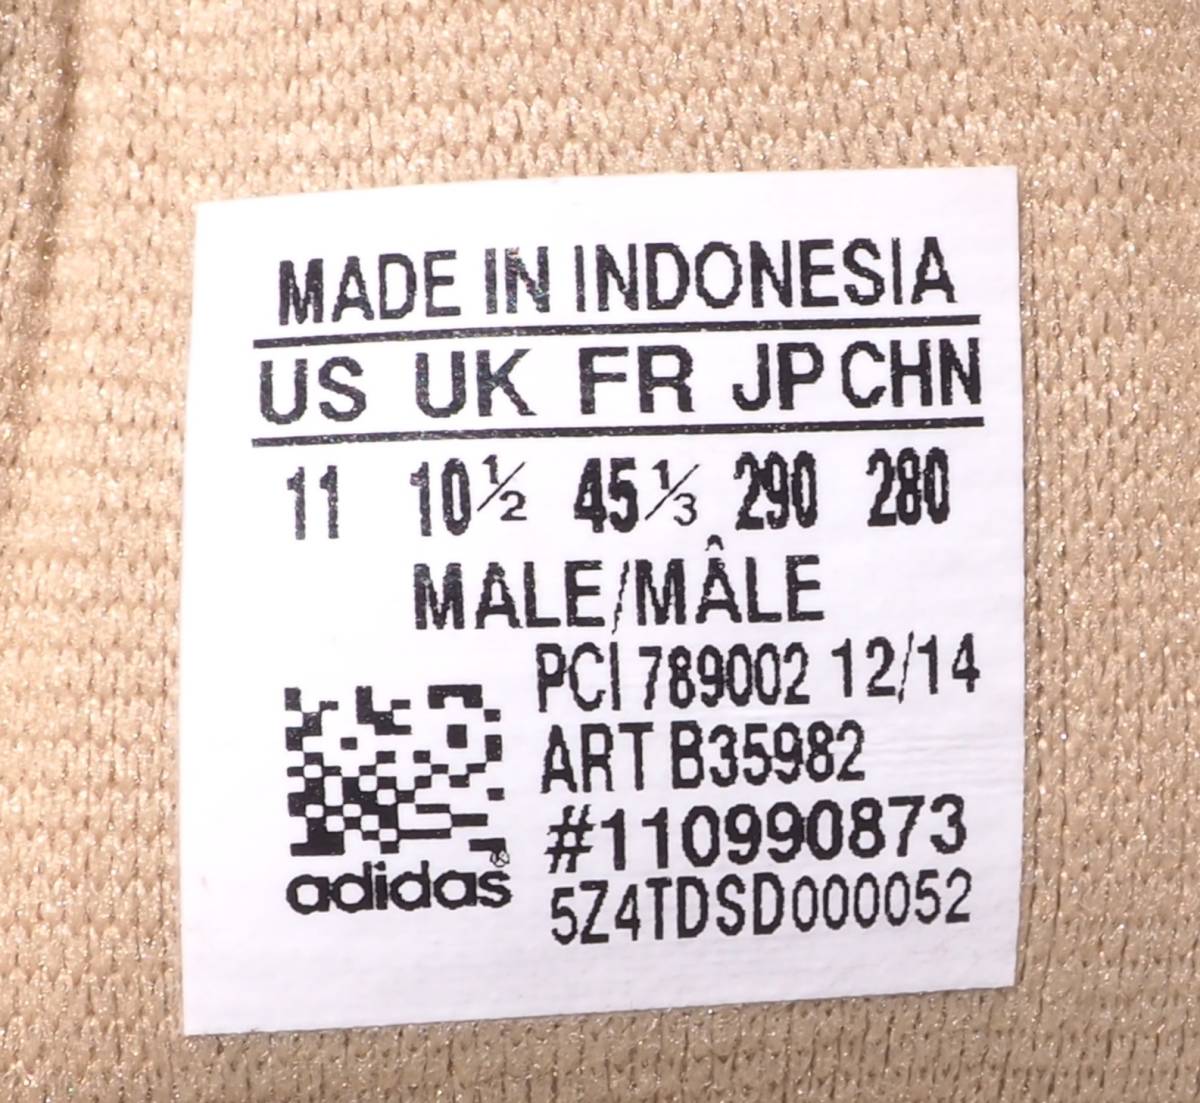 MADE IN INDONESIA
US UK FR JP CHN
11 10½ 45⅓ 290 280
MALE/MÂLE
PCI 789002 12/14
ART B35982
#110990873
adidas®
5Z4TDSD000052